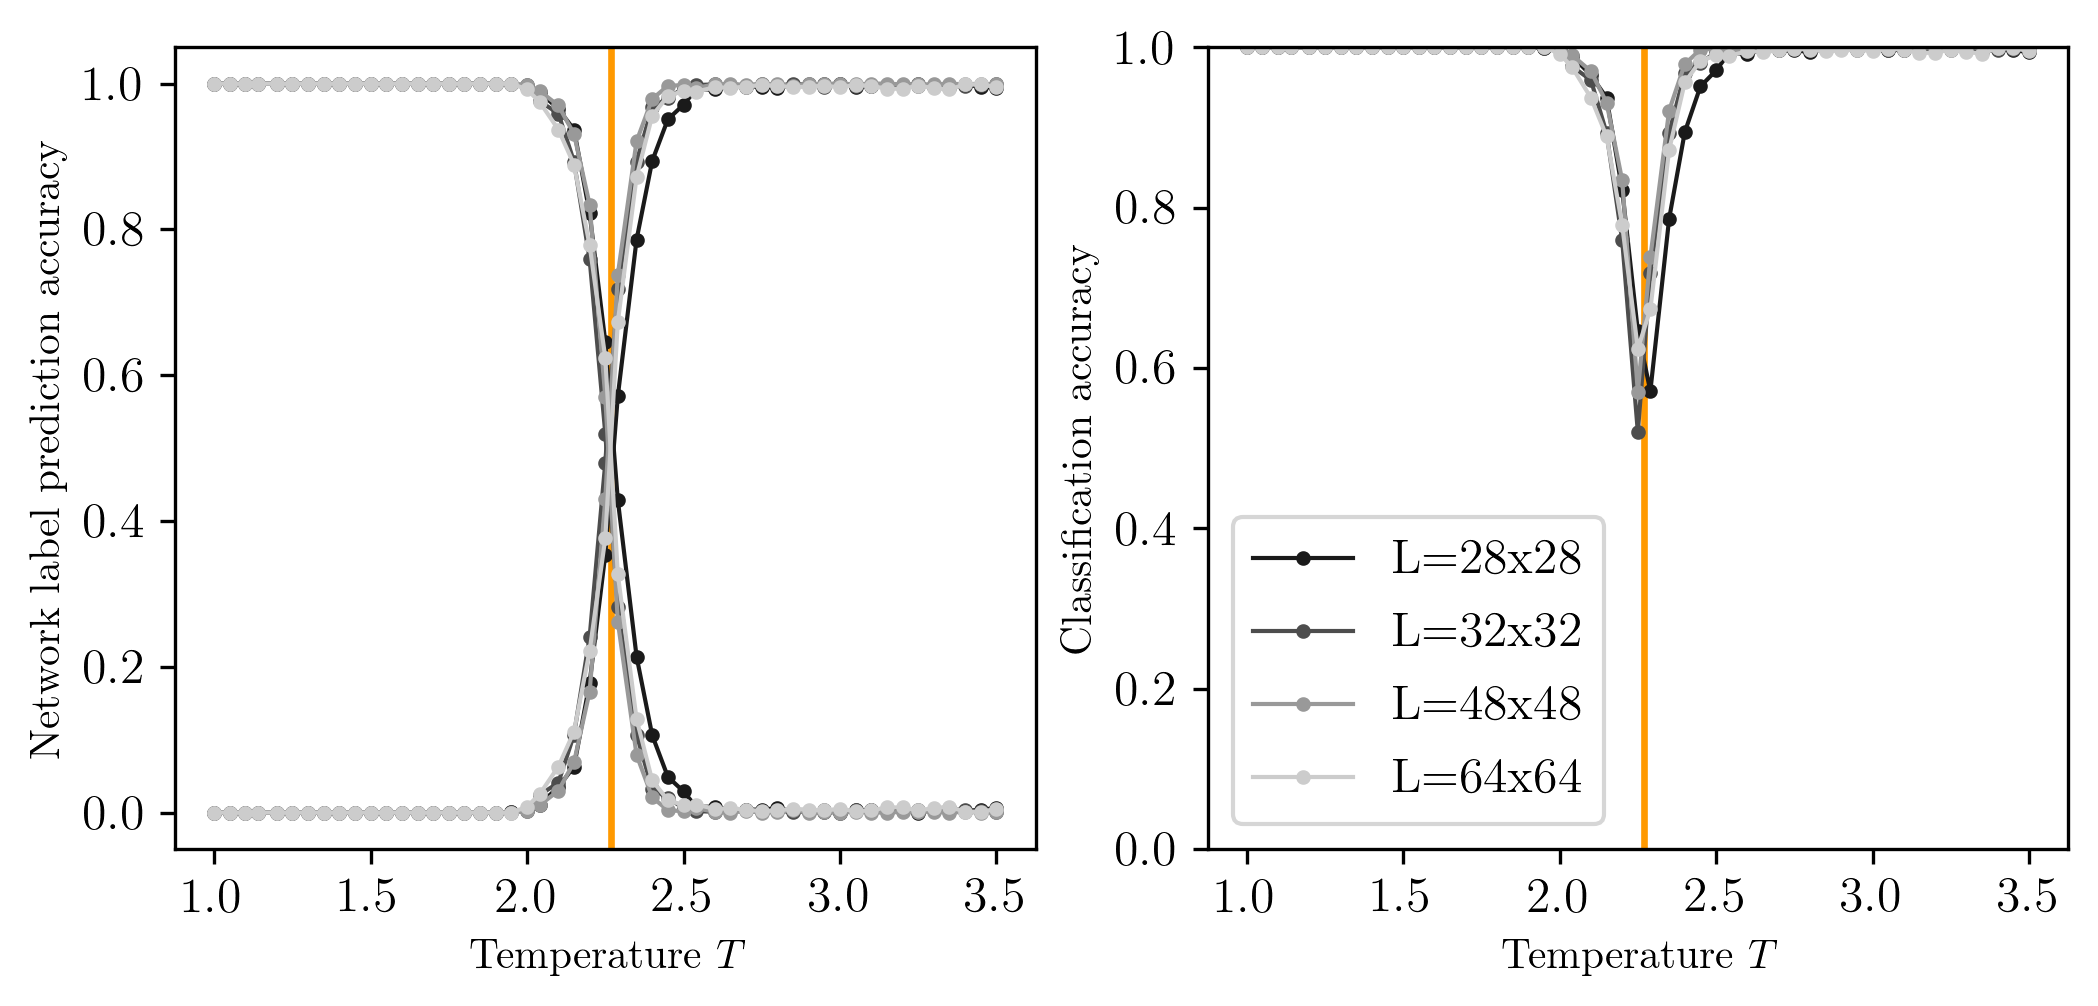 Network label prediction accuracy
1.0
0.8
0.6
0.4
0.2
0.0
1.0 1.5 2.0 2.5 3.0 3.5
Temperature T
Classification accuracy
1.0
0.8
0.6
0.4
0.2
0.0
L=28x28
L=32x32
L=48x48
L=64x64
1.0 1.5 2.0 2.5 3.0 3.5
Temperature T